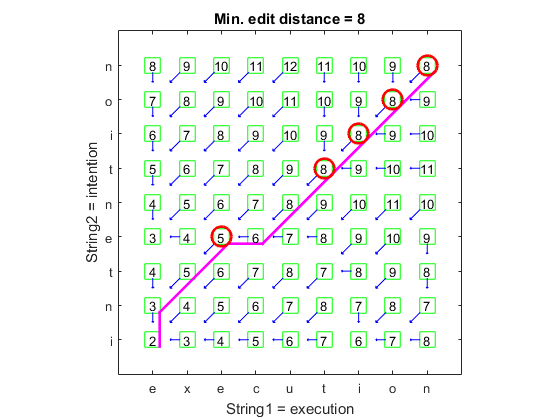 Min. edit distance = 8
n 8 9 10 11 12 11 10 9 8
o 7 8 9 10 11 10 9 8 9
i 6 7 8 9 10 9 8 9 10
t 5 6 7 8 9 8 9 10 11
n 4 5 6 7 8 9 10 11 10
e 3 4 5 6 7 8 9 10 9
t 4 5 6 7 8 7 8 9 8
n 3 4 5 6 7 8 7 8 7
i 2 3 4 5 6 7 6 7 8
e x e c u t i o n
String2 = intention
String1 = execution